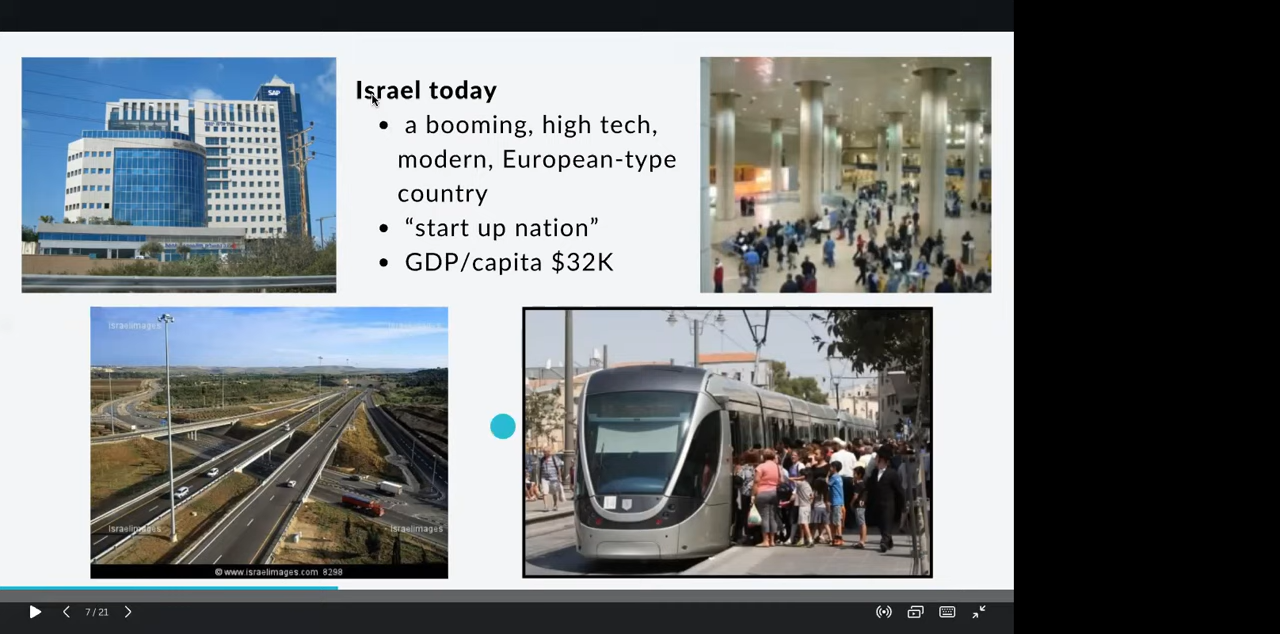 SAP
Israel today
• a booming, high tech,
modern, European-type
country
• “start up nation”
• GDP/capita $32K
israelimages
israelimages
israelimages
© www.israelimages.com 8298
7 / 21